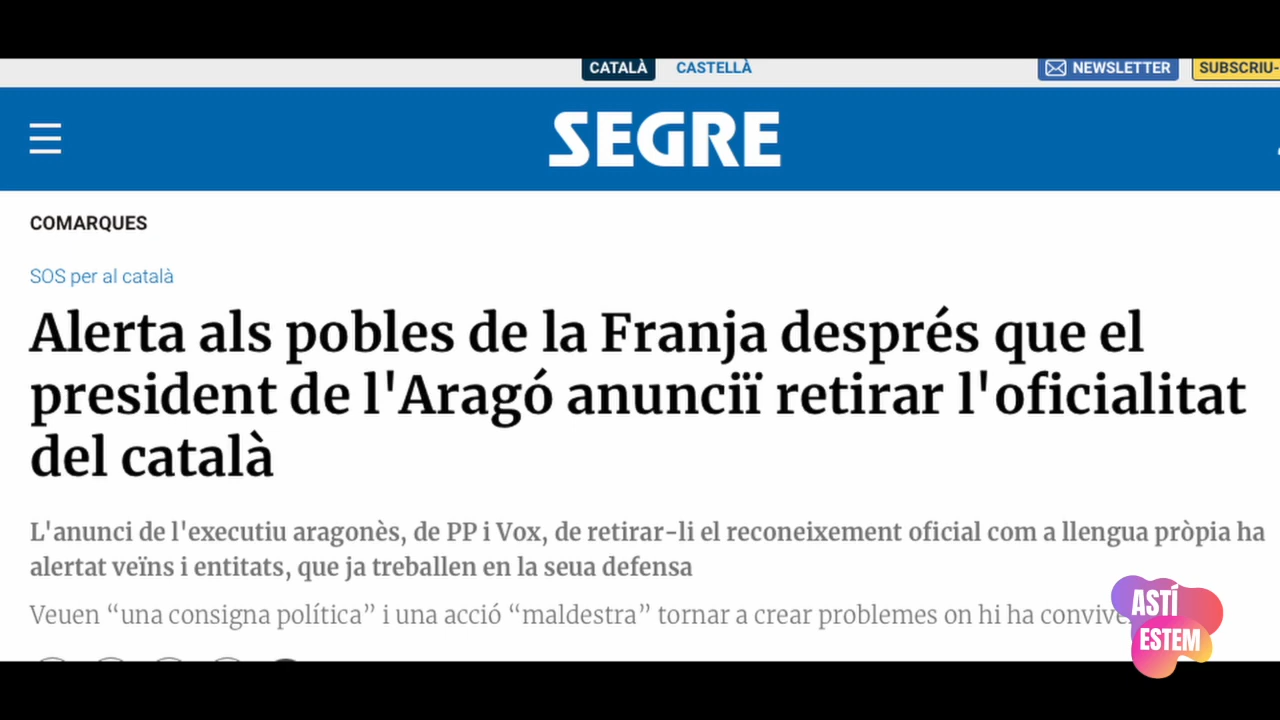 CATALÀ CASTELLÀ NEWSLETTER SUBSCRIU-
SEGRE
COMARQUES
SOS per al català
Alerta als pobles de la Franja després que el
president de l'Aragó anunciï retirar l'oficialitat
del català
L'anunci de l'executiu aragonès, de PP i Vox, de retirar-li el reconeixement oficial com a llengua pròpia ha
alertat veïns i entitats, que ja treballen en la seua defensa
Veuen “una consigna política” i una acció “maldestra” tornar a crear problemes on hi ha
ASTÍ
ESTEM